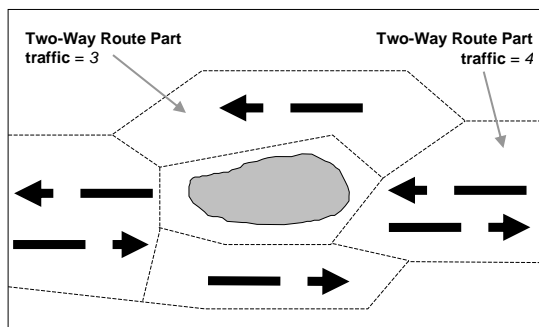 Two-Way Route Part
traffic = 3
Two-Way Route Part
traffic = 4